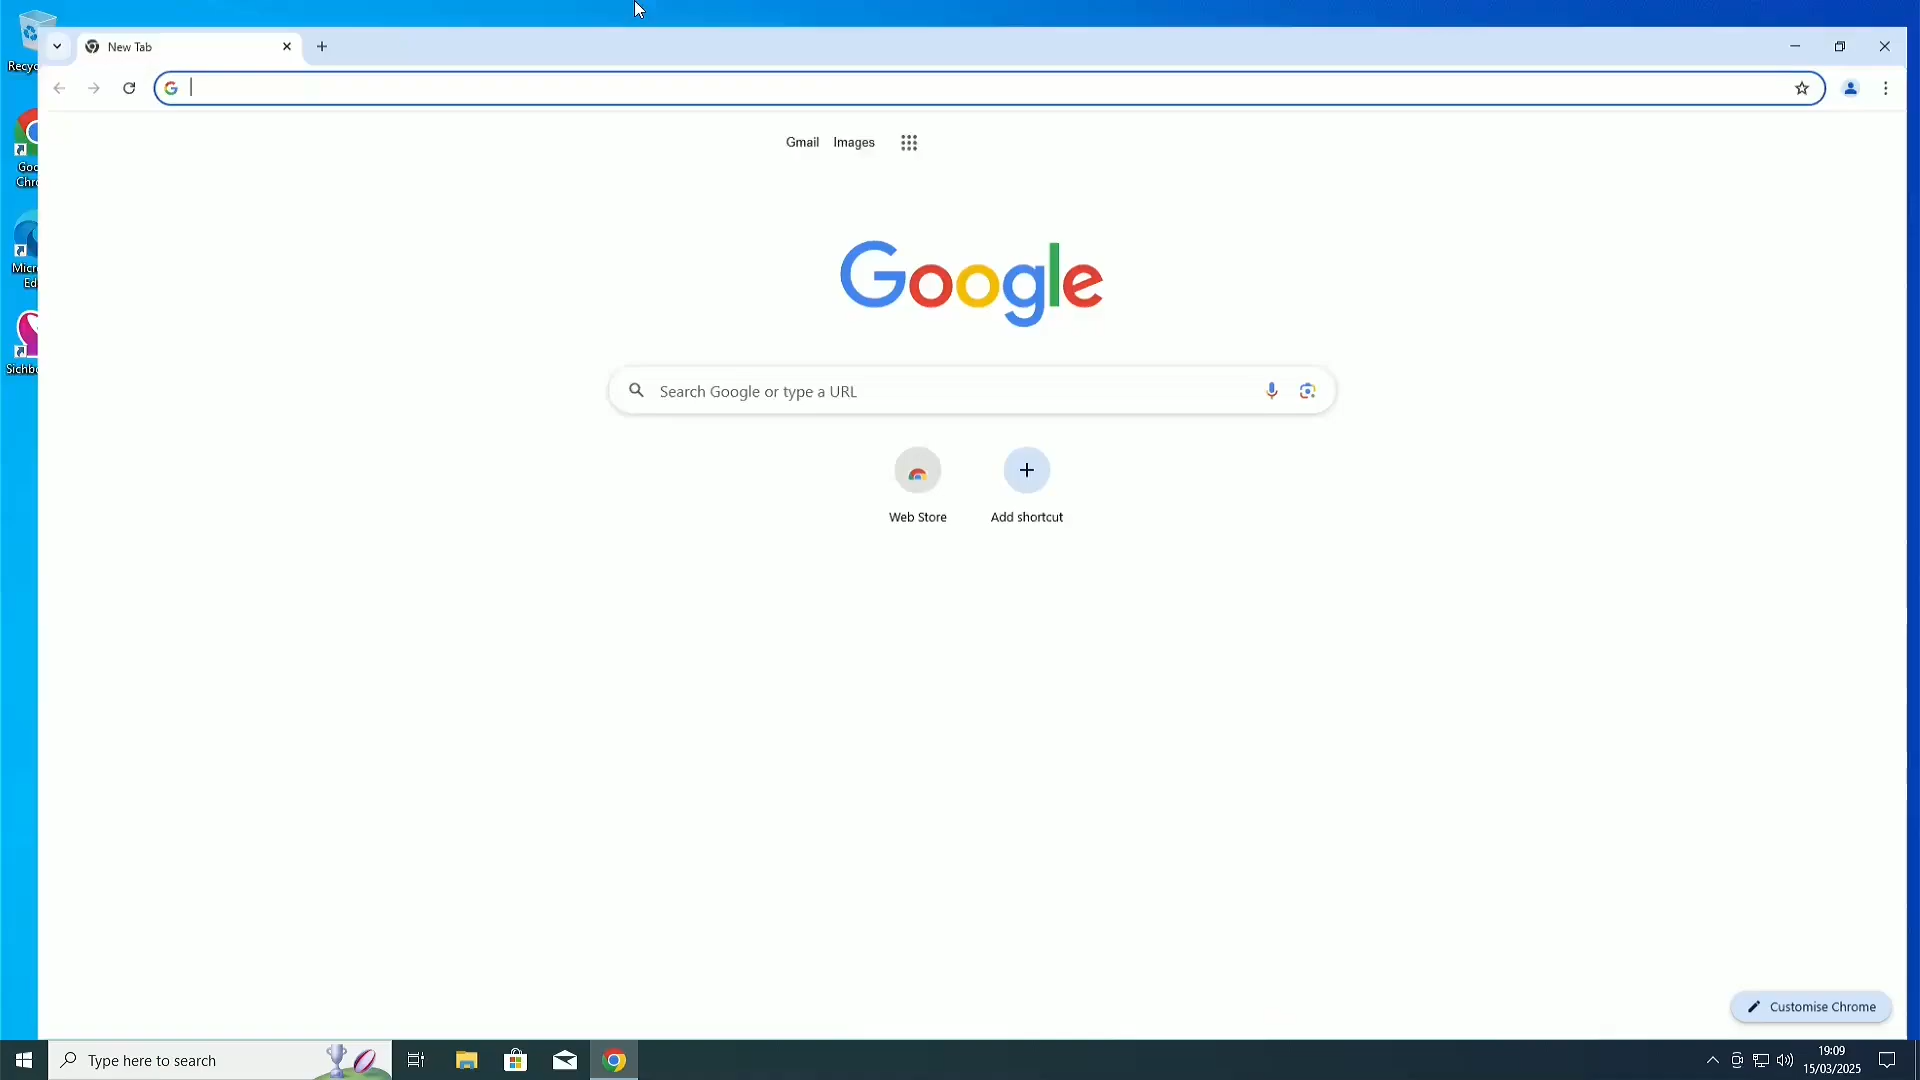 New Tab
Gmail Images
Google
Search Google or type a URL
Web Store
Add shortcut
Customise Chrome
Type here to search
19:09
15/03/2025